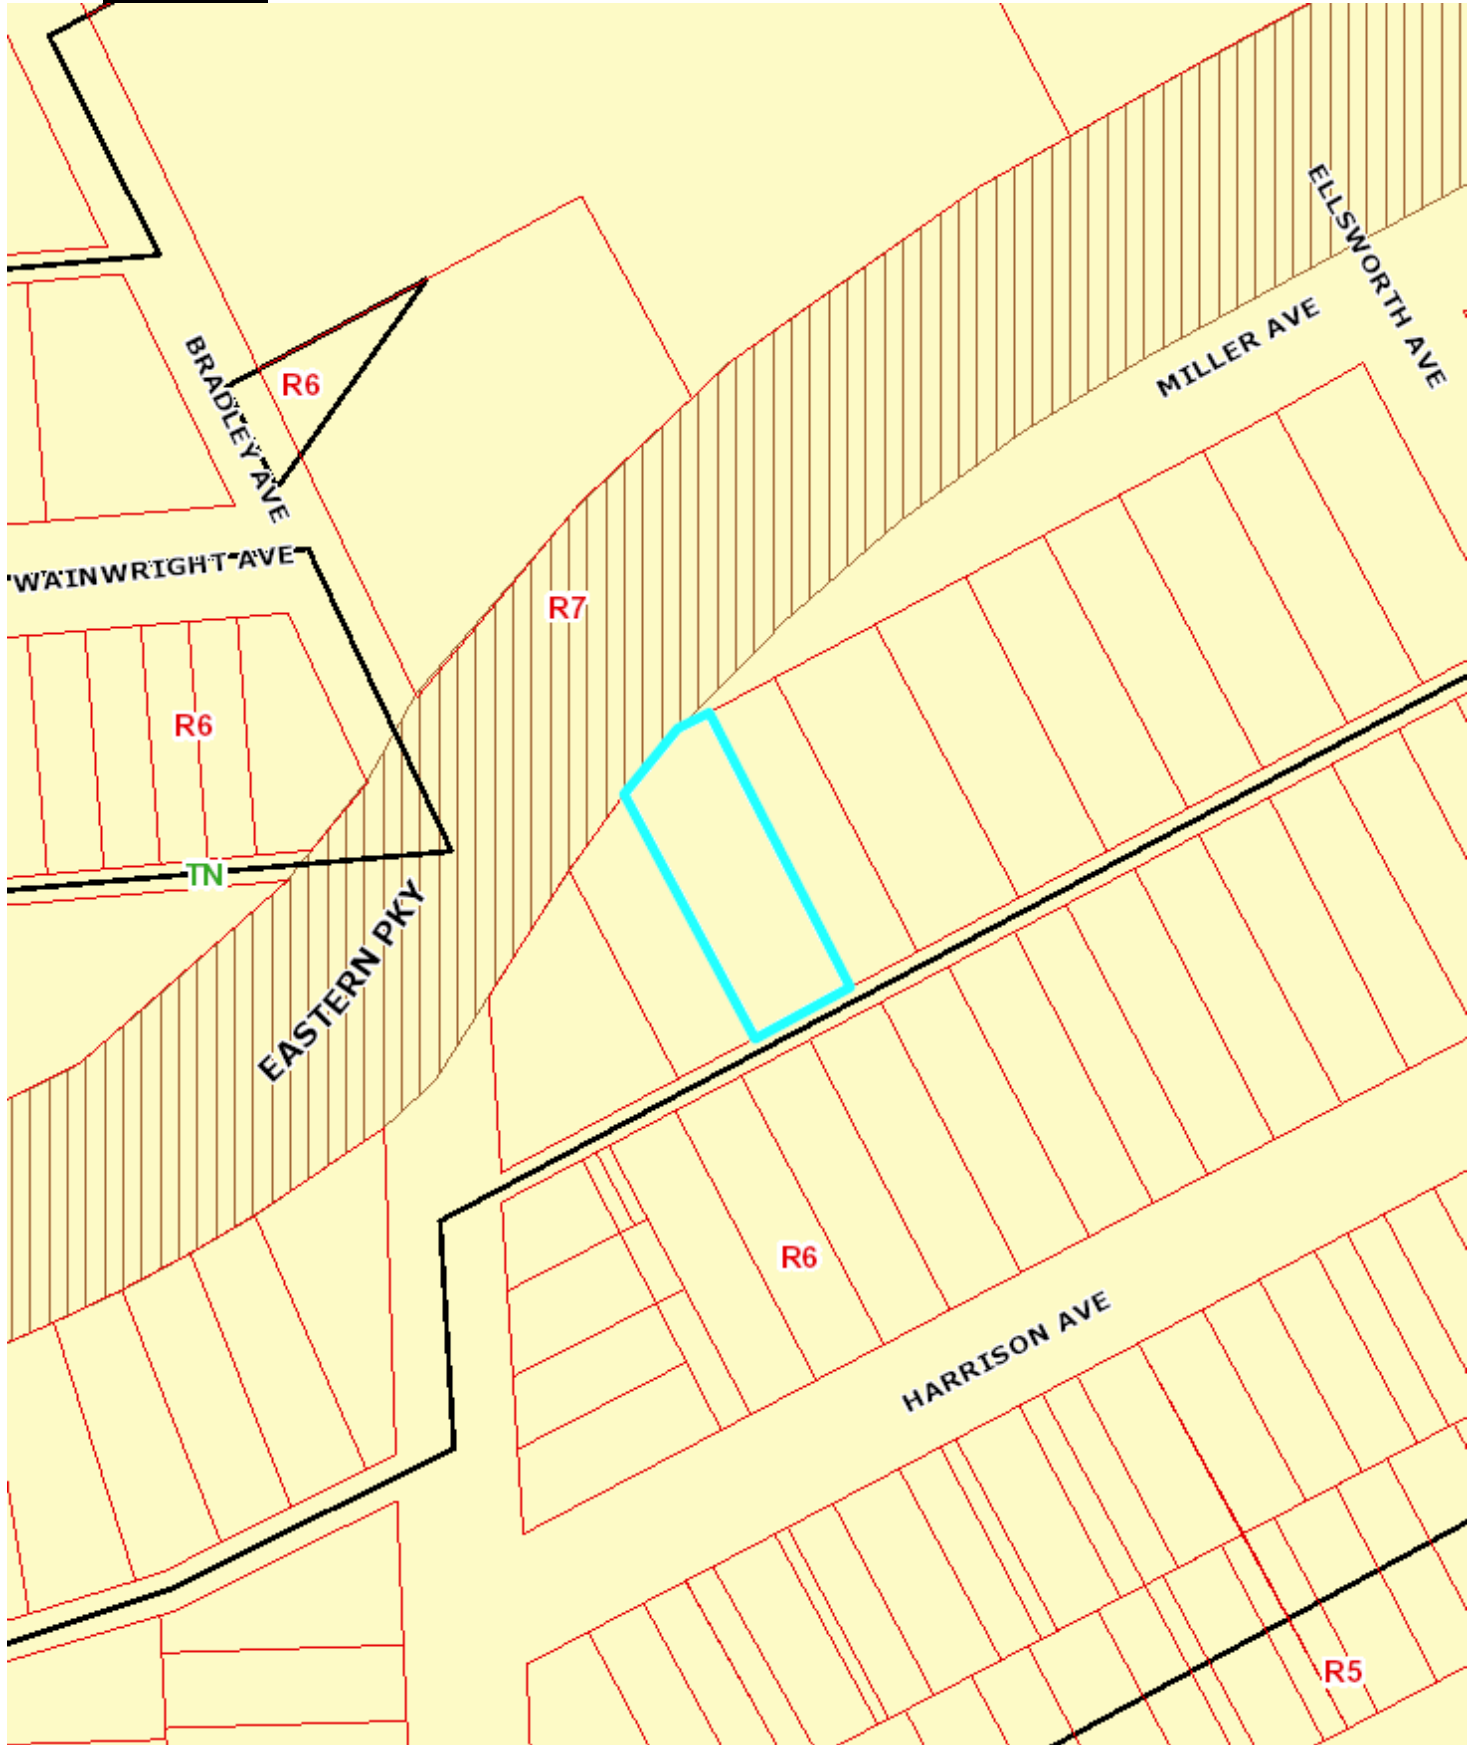 ELLSWORTH AVE
MILLER AVE
BRADLEY AVE
R6
WAINWRIGHT AVE
R7
R6
TN
EASTERN PKY
R6
HARRISON AVE
R5